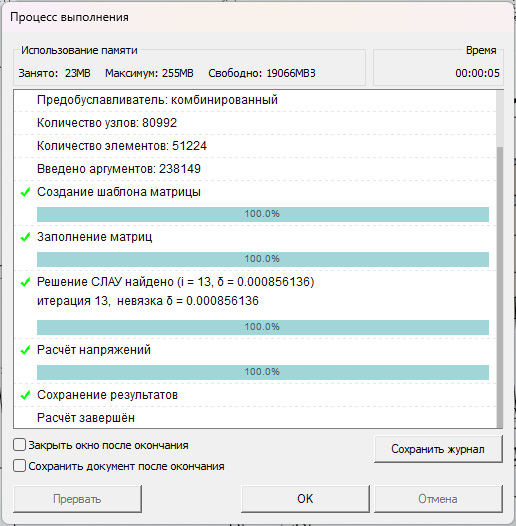 Процесс выполнения
Использование памяти
Время
Занято: 23MB Максимум: 255MB Свободно: 19066MB3
00:00:05
Предобуславливатель: комбинированный
Количество узлов: 80992
Количество элементов: 51224
Введено аргументов: 238149
Создание шаблона матрицы
100.0%
Заполнение матриц
100.0%
Решение СЛАУ найдено (i = 13, δ = 0.000856136)
итерация 13, невязка δ = 0.000856136
100.0%
Расчёт напряжений
100.0%
Сохранение результатов
Расчёт завершён
Закрыть окно после окончания
Сохранить документ после окончания
Сохранить журнал
Прервать
OK
Отмена